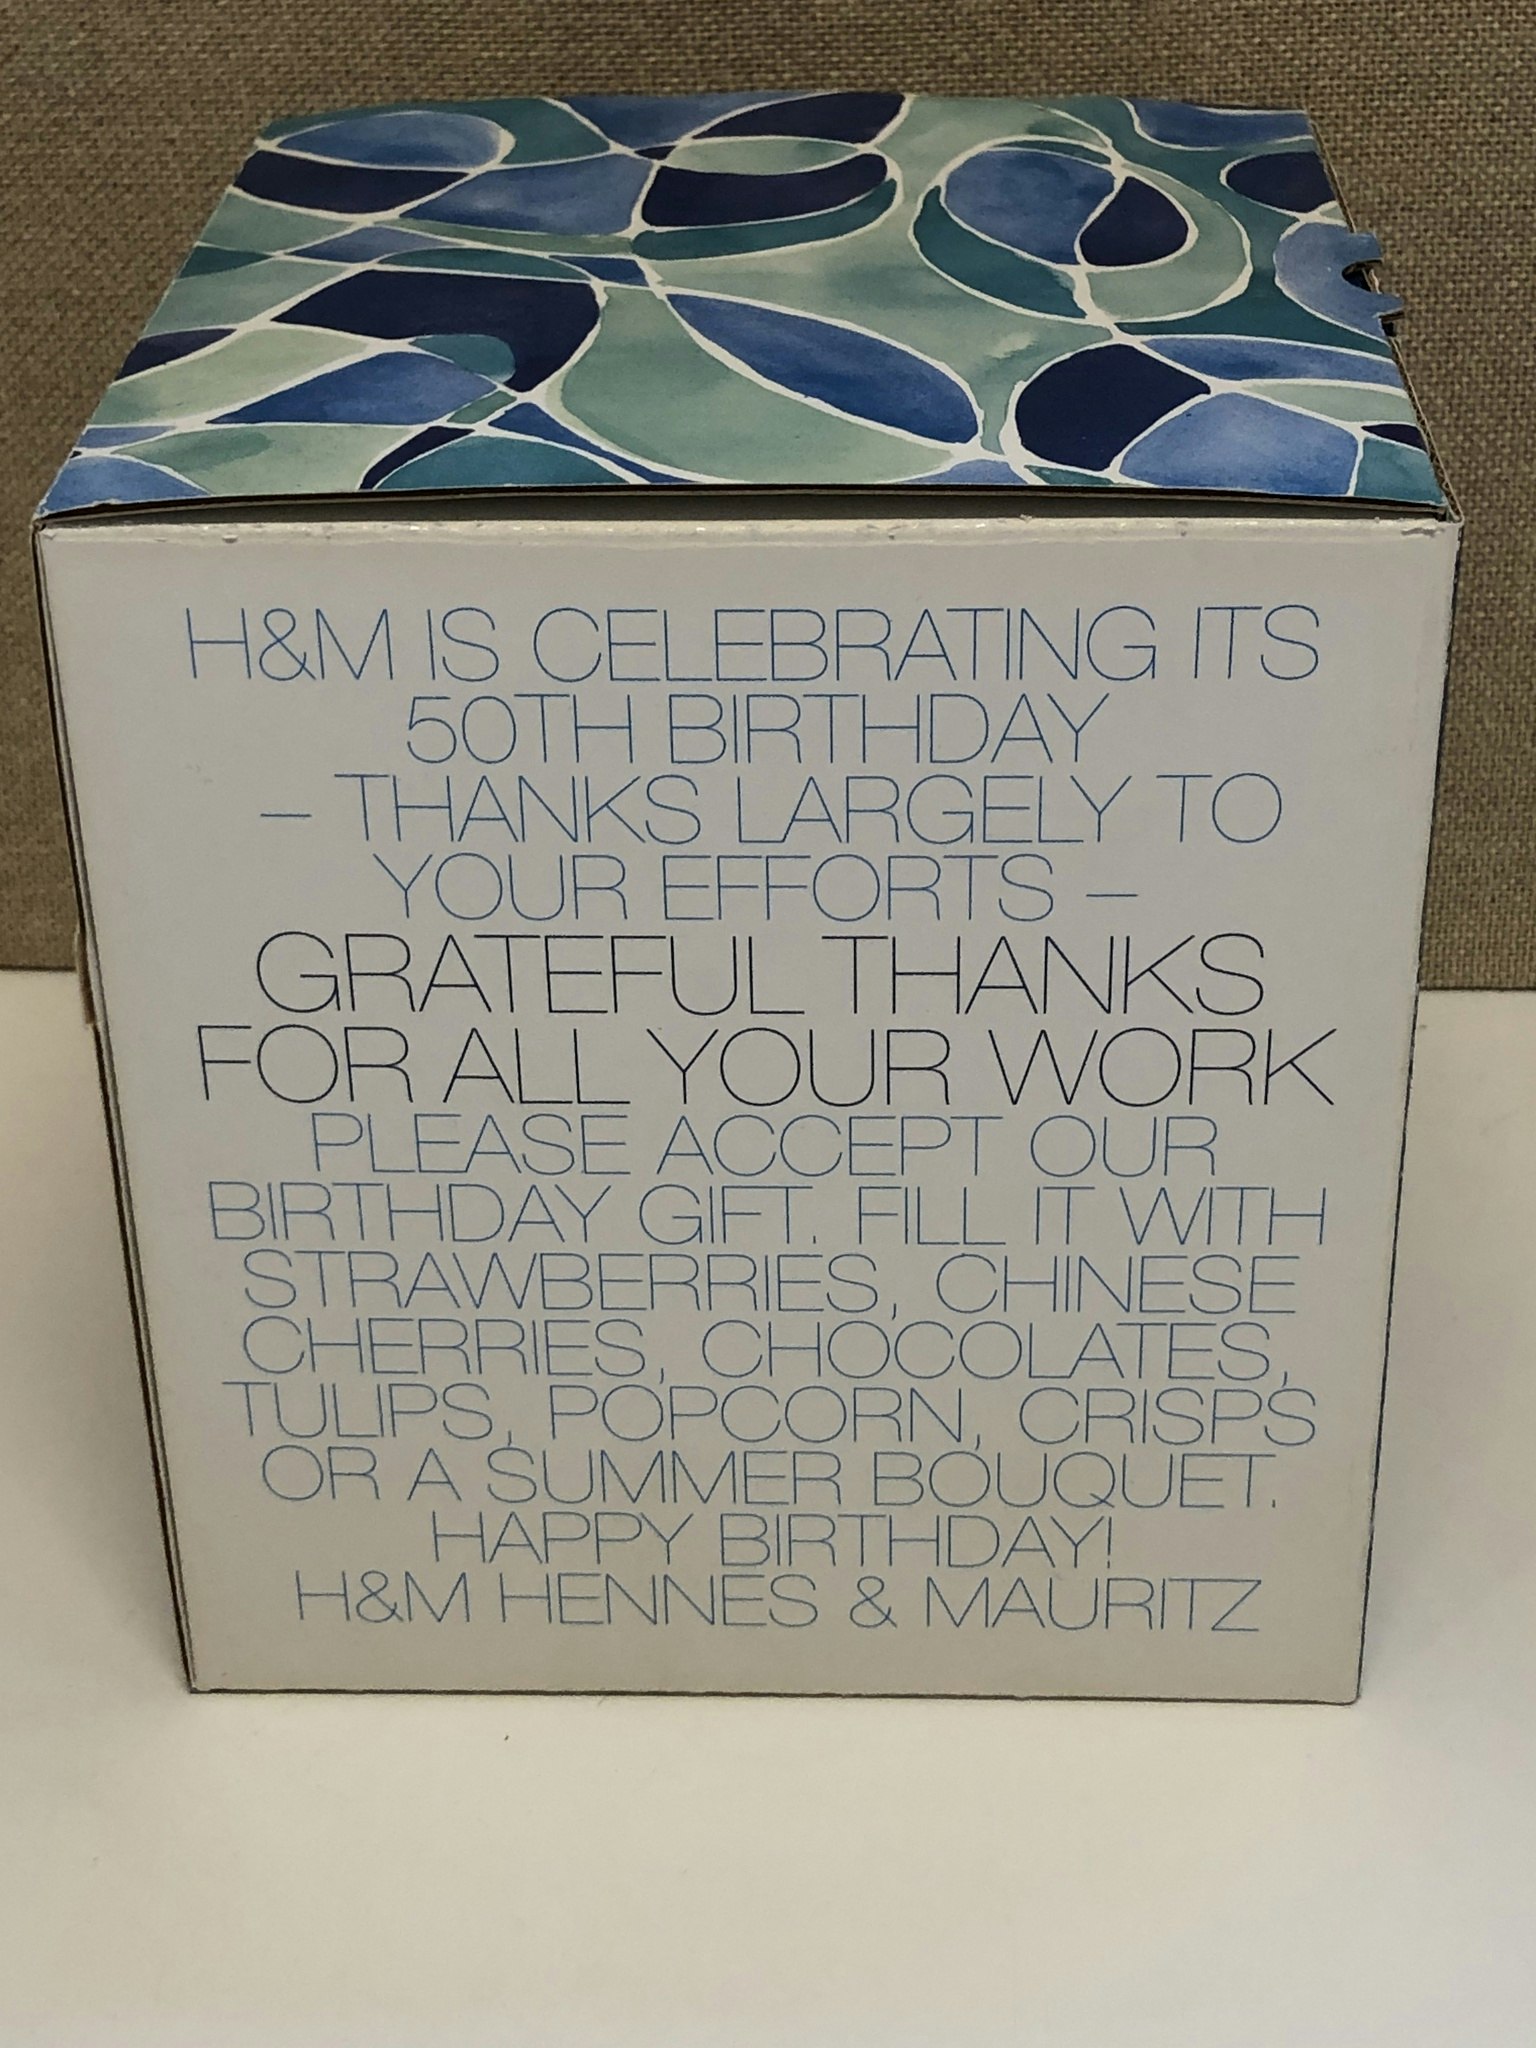 H&M IS CELEBRATING ITS
50TH BIRTHDAY
– THANKS LARGELY TO
YOUR EFFORTS –
GRATEFUL THANKS
FOR ALL YOUR WORK
PLEASE ACCEPT OUR
BIRTHDAY GIFT. FILL IT WITH
STRAWBERRIES, CHINESE
CHERRIES, CHOCOLATES,
TULIPS, POPCORN, CRISPS
OR A SUMMER BOUQUET.
HAPPY BIRTHDAY!
H&M HENNES & MAURITZ